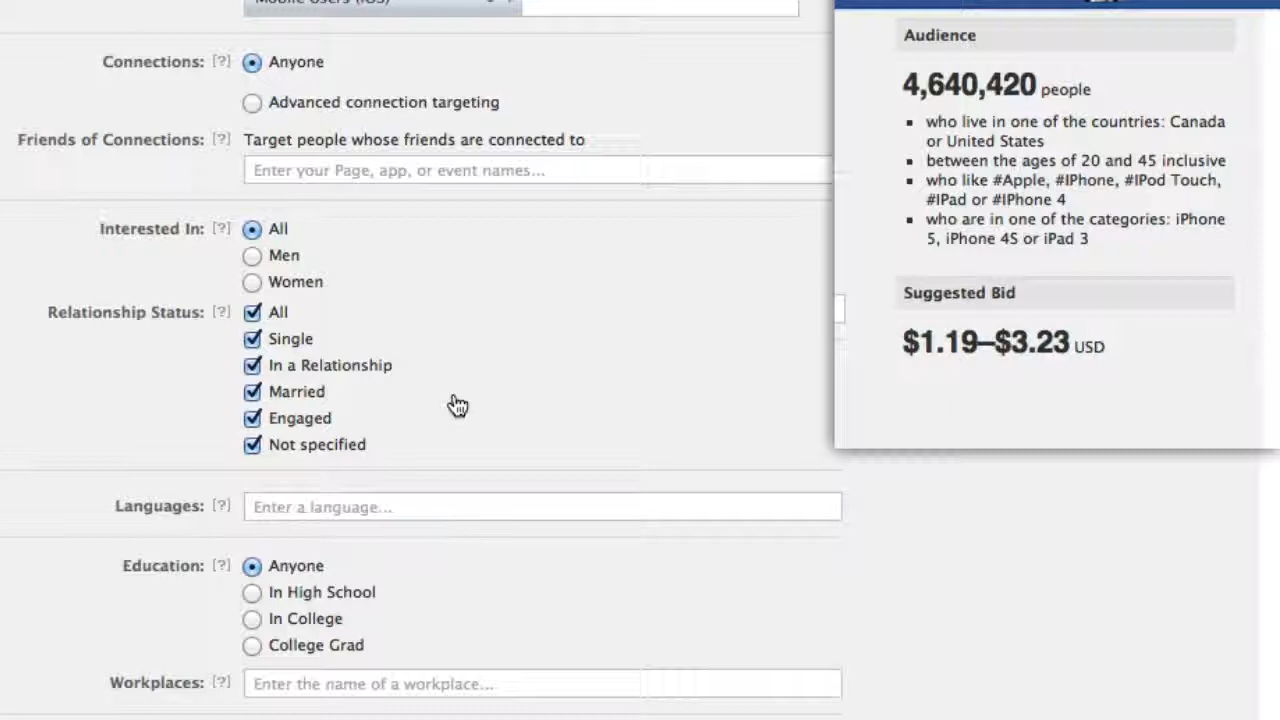 Mobile Users (iOS)
Connections: [?] Anyone
Advanced connection targeting
Friends of Connections: [?] Target people whose friends are connected to
Enter your Page, app, or event names...
Interested In: [?] All
Men
Women
Relationship Status: [?] All
Single
In a Relationship
Married
Engaged
Not specified
Languages: [?] Enter a language...
Education: [?] Anyone
In High School
In College
College Grad
Workplaces: [?] Enter the name of a workplace...
Audience
4,640,420 people
who live in one of the countries: Canada
or United States
between the ages of 20 and 45 inclusive
who like #Apple, #IPhone, #IPod Touch,
#IPad or #IPhone 4
who are in one of the categories: iPhone
5, iPhone 4S or iPad 3
Suggested Bid
$1.19–$3.23 USD